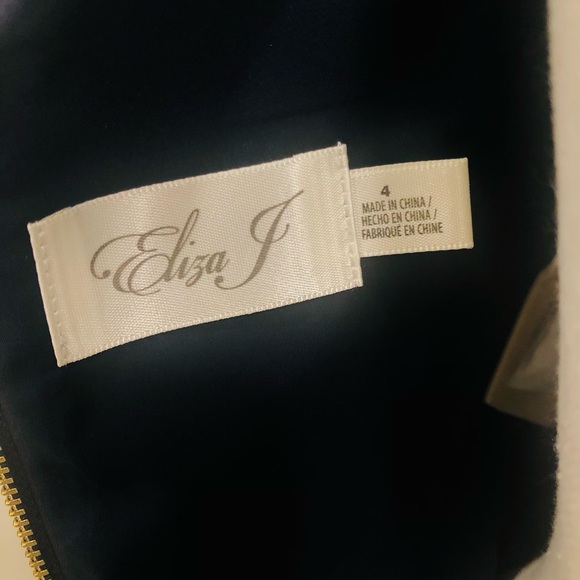 Eliza J
4
MADE IN CHINA /
HECHO EN CHINA /
FABRIQUÉ EN CHINE